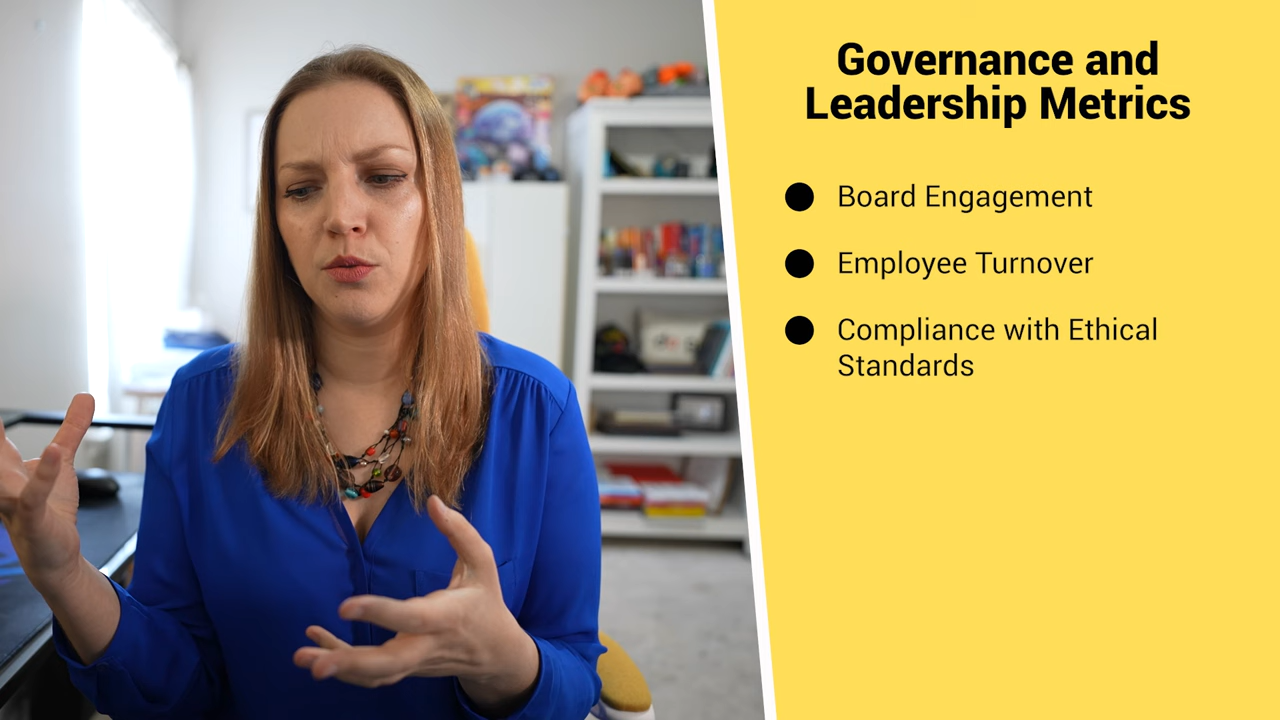 Governance and
Leadership Metrics
Board Engagement
Employee Turnover
Compliance with Ethical
Standards